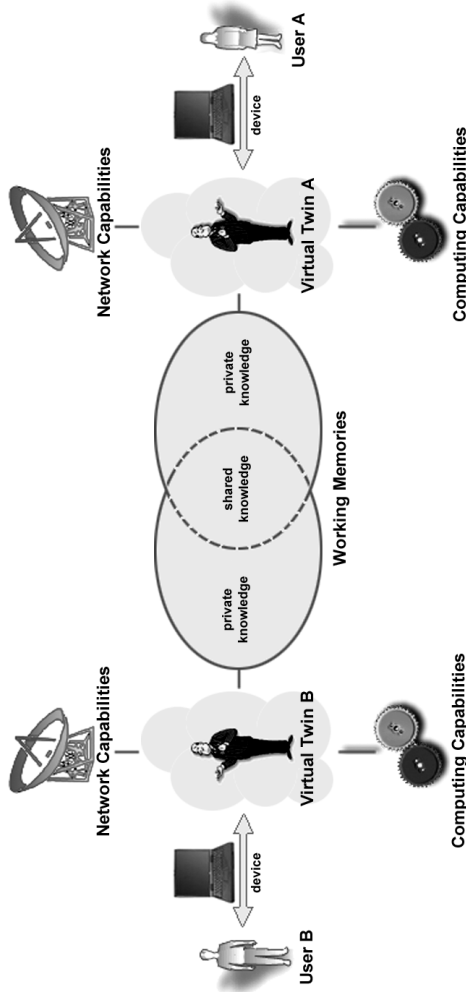 Network Capabilities
Network Capabilities
device
device
private
knowledge
shared
knowledge
private
knowledge
User B
Virtual Twin B
Virtual Twin A
User A
Working Memories
Computing Capabilities
Computing Capabilities